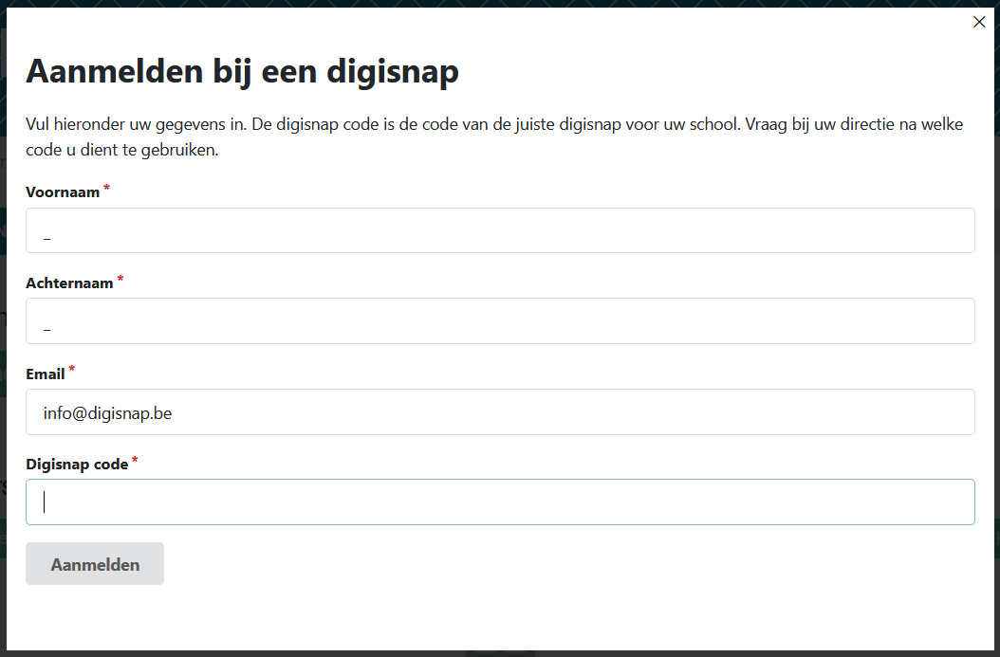 Aanmelden bij een digisnap
Vul hieronder uw gegevens in. De digisnap code is de code van de juiste digisnap voor uw school. Vraag bij uw directie na welke
code u dient te gebruiken.
Voornaam *
_
Achternaam *
_
Email *
info@digisnap.be
Digisnap code *
Aanmelden